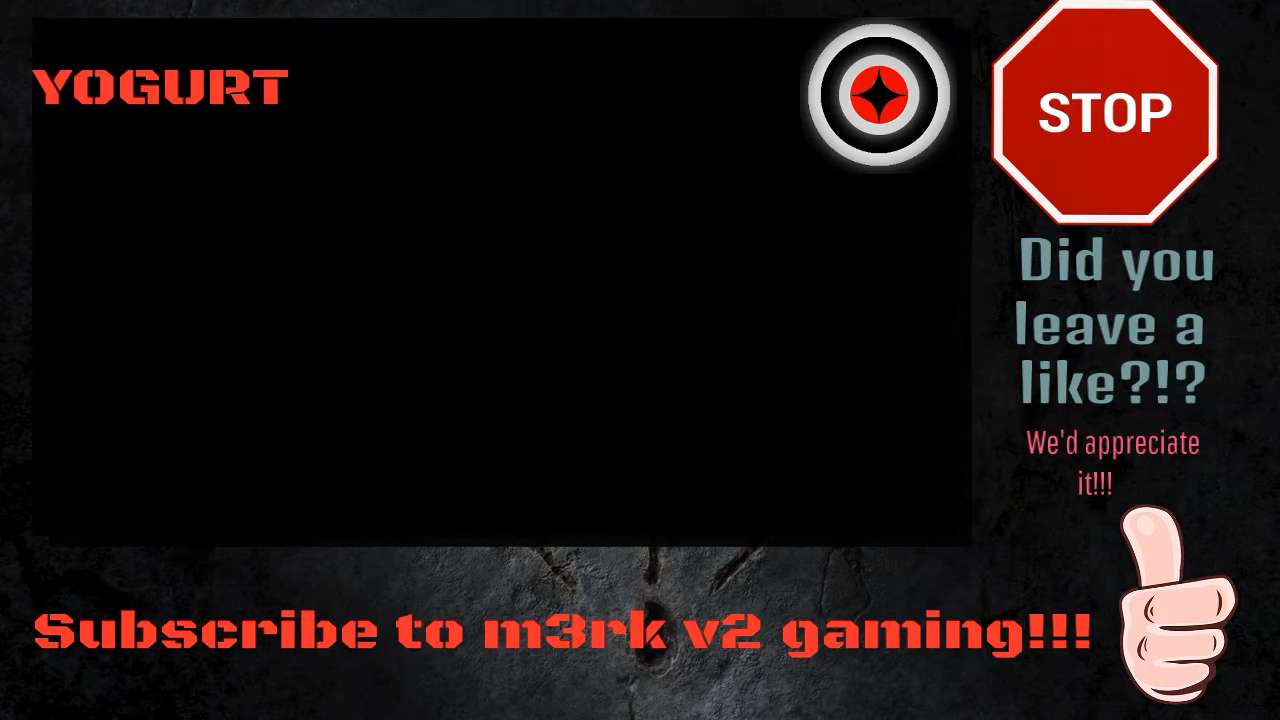 YOGURT
STOP
Did you
leave a
like?!?
We'd appreciate
it!!!
Subscribe to m3rk v2 gaming!!!